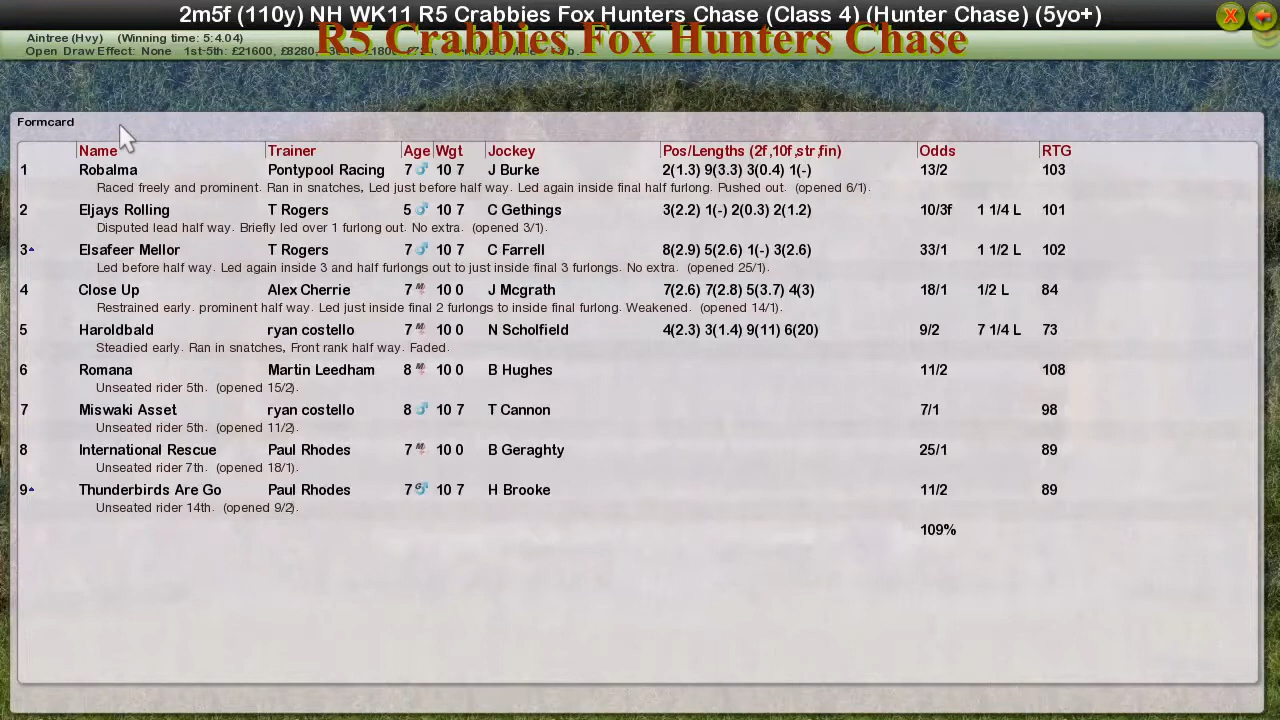 2m5f (110y) NH WK11 R5 Crabbies Fox Hunters Chase (Class 4) (Hunter Chase) (5yo+)
R5 Crabbies Fox Hunters Chase
Aintree (Hvy) (Winning time: 5:4.04)
Open Draw Effect: None 1st-5th: £21600, £8280,
Formcard
Name Trainer Age Wgt Jockey Pos/Lengths (2f,10f,str,fin) Odds RTG
1 Robalma Pontypool Racing 7 10 7 J Burke 2(1.3) 9(3.3) 3(0.4) 1(-) 13/2 103
Raced freely and prominent. Ran in snatches, Led just before half way. Led again inside final half furlong. Pushed out. (opened 6/1).
2 Eljays Rolling T Rogers 5 10 7 C Gethings 3(2.2) 1(-) 2(0.3) 2(1.2) 10/3f 1 1/4 L 101
Disputed lead half way. Briefly led over 1 furlong out. No extra. (opened 3/1).
3 Elsafeer Mellor T Rogers 7 10 7 C Farrell 8(2.9) 5(2.6) 1(-) 3(2.6) 33/1 1 1/2 L 102
Led before half way. Led again inside 3 and half furlongs out to just inside final 3 furlongs. No extra. (opened 25/1).
4 Close Up Alex Cherrie 7 10 0 J Mcgrath 7(2.6) 7(2.8) 5(3.7) 4(3) 18/1 1/2 L 84
Restrained early. prominent half way. Led just inside final 2 furlongs to inside final furlong. Weakened. (opened 14/1).
5 Haroldbald ryan costello 7 10 0 N Scholfield 4(2.3) 3(1.4) 9(11) 6(20) 9/2 7 1/4 L 73
Steadied early. Ran in snatches, Front rank half way. Faded.
6 Romana Martin Leedham 8 10 0 B Hughes 11/2 108
Unseated rider 5th. (opened 15/2).
7 Miswaki Asset ryan costello 8 10 7 T Cannon 7/1 98
Unseated rider 5th. (opened 11/2).
8 International Rescue Paul Rhodes 7 10 0 B Geraghty 25/1 89
Unseated rider 7th. (opened 18/1).
9 Thunderbirds Are Go Paul Rhodes 7 10 7 H Brooke 11/2 89
Unseated rider 14th. (opened 9/2).
109%